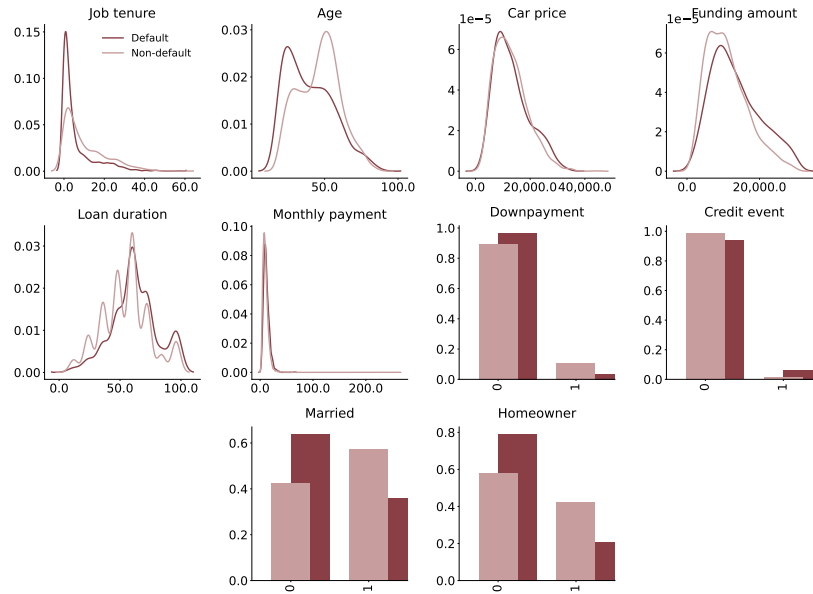 Job tenure
Default
Non-default
0.15
0.10
0.05
0.00
0.0 20.0 40.0 60.0
Age
0.03
0.02
0.01
0.00
50.0 100.0
Car price
1e-5
6
4
2
0
0.0 20,000.0 40,000.0
Funding amount
1e-5
6
4
2
0
0.0 20,000.0
Loan duration
0.03
0.02
0.01
0.00
0.0 50.0 100.0
Monthly payment
0.10
0.08
0.06
0.04
0.02
0.00
0.0 100.0 200.0
Downpayment
1.0
0.8
0.6
0.4
0.2
0.0
0 1
Credit event
1.0
0.8
0.6
0.4
0.2
0.0
0 1
Married
0.6
0.4
0.2
0.0
0 1
Homeowner
0.8
0.6
0.4
0.2
0.0
0 1